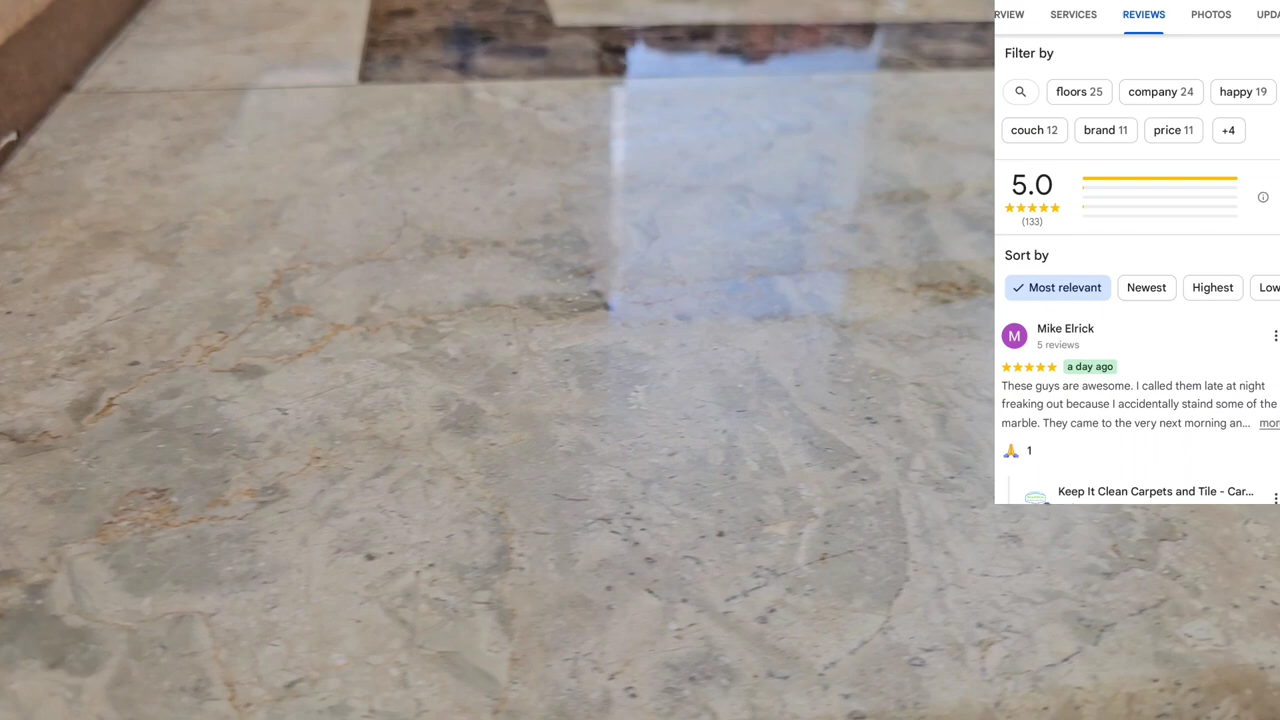 RVIEW SERVICES REVIEWS PHOTOS UPDA
Filter by
floors 25 company 24 happy 19
couch 12 brand 11 price 11 +4
5.0
(133)
Sort by
Most relevant Newest Highest Low
M Mike Elrick
5 reviews
a day ago
These guys are awesome. I called them late at night
freaking out because I accidentally staind some of the
marble. They came to the very next morning an... mor
1
Keep It Clean Carpets and Tile - Car...